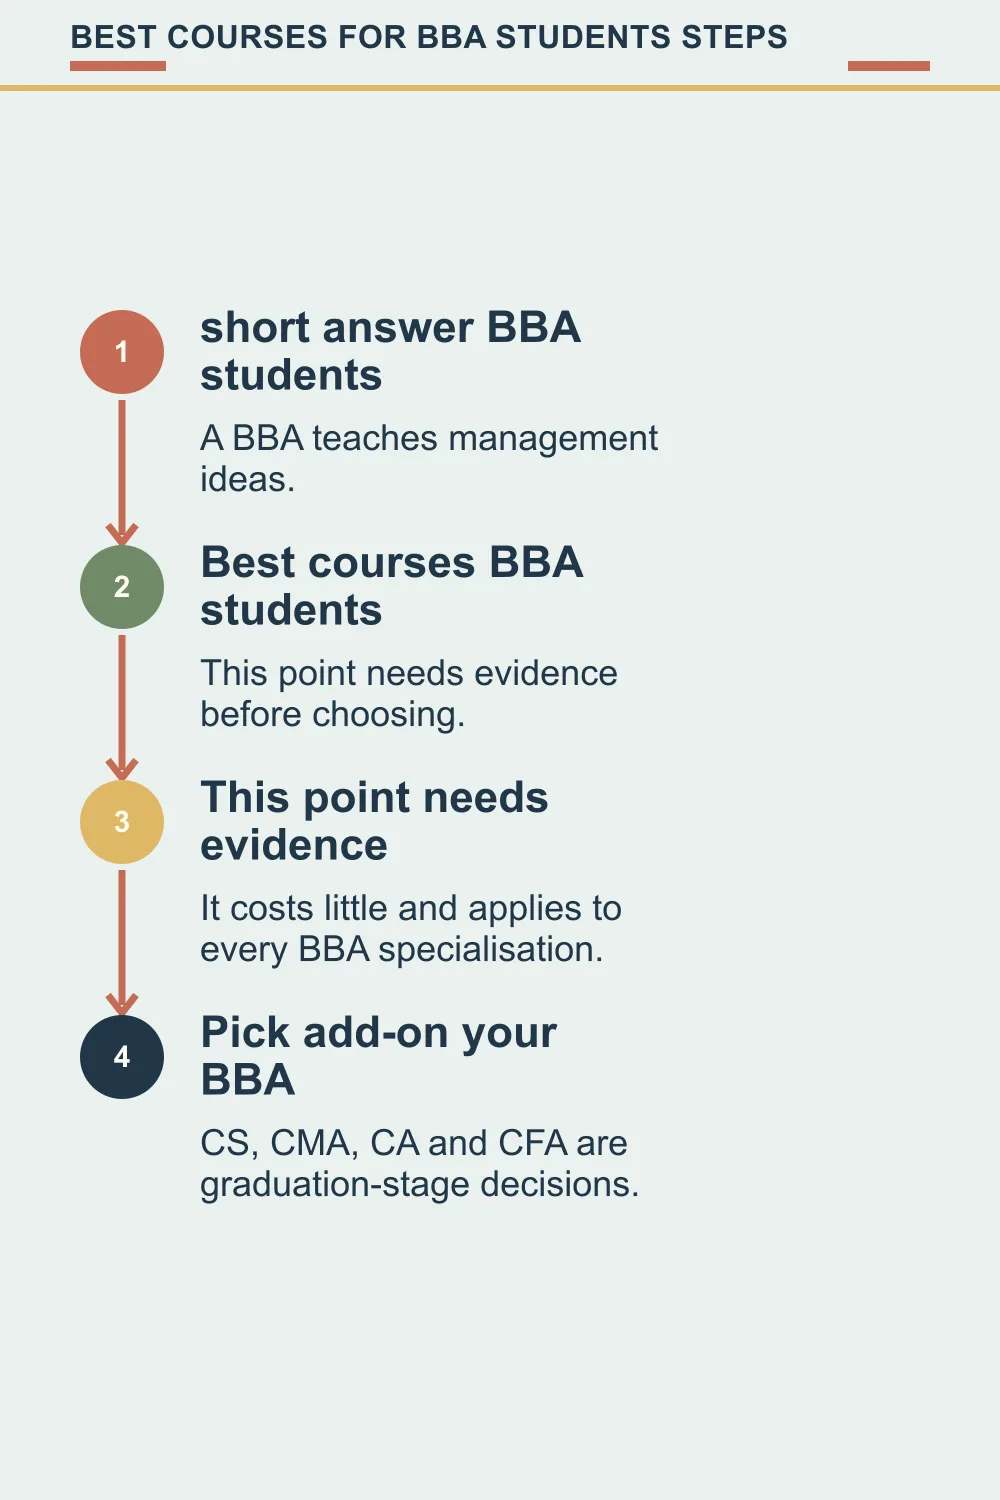 BEST COURSES FOR BBA STUDENTS STEPS
1
short answer BBA
students
A BBA teaches management
ideas.
2
Best courses BBA
students
This point needs evidence
before choosing.
3
This point needs
evidence
It costs little and applies to
every BBA specialisation.
4
Pick add-on your
BBA
CS, CMA, CA and CFA are
graduation-stage decisions.